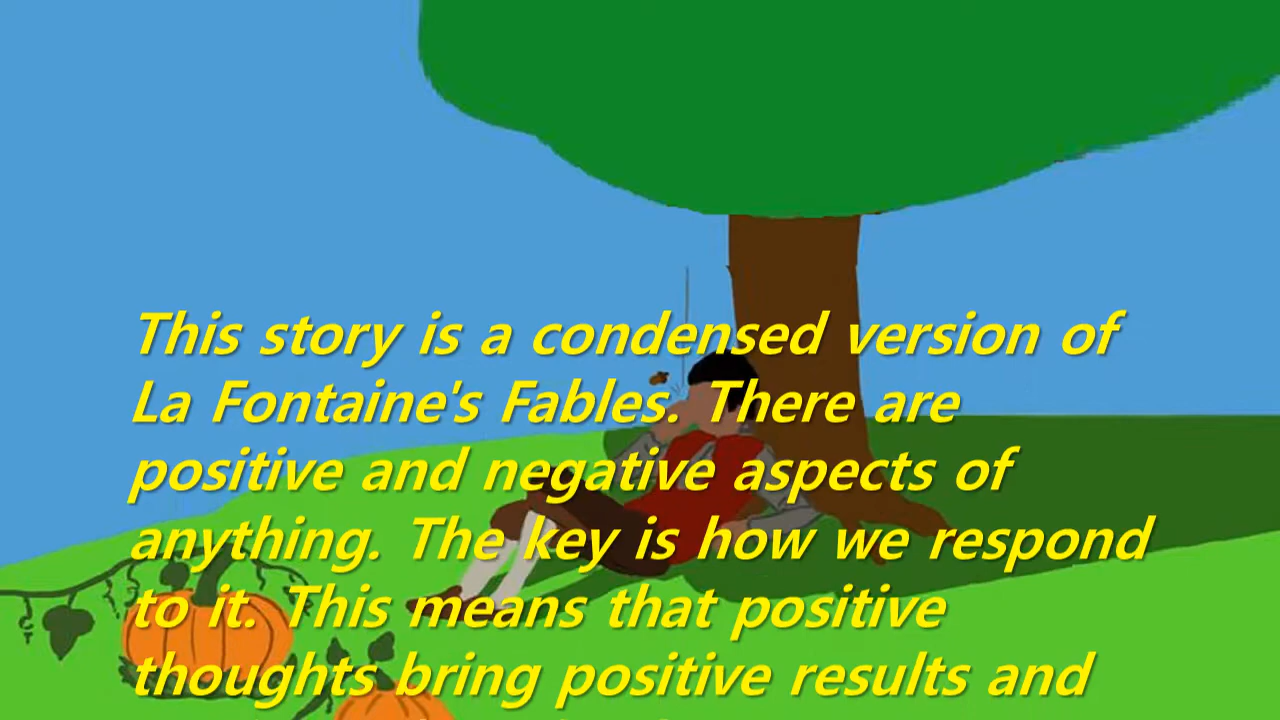 This story is a condensed version of
La Fontaine's Fables. There are
positive and negative aspects of
anything. The key is how we respond
to it. This means that positive
thoughts bring positive results and